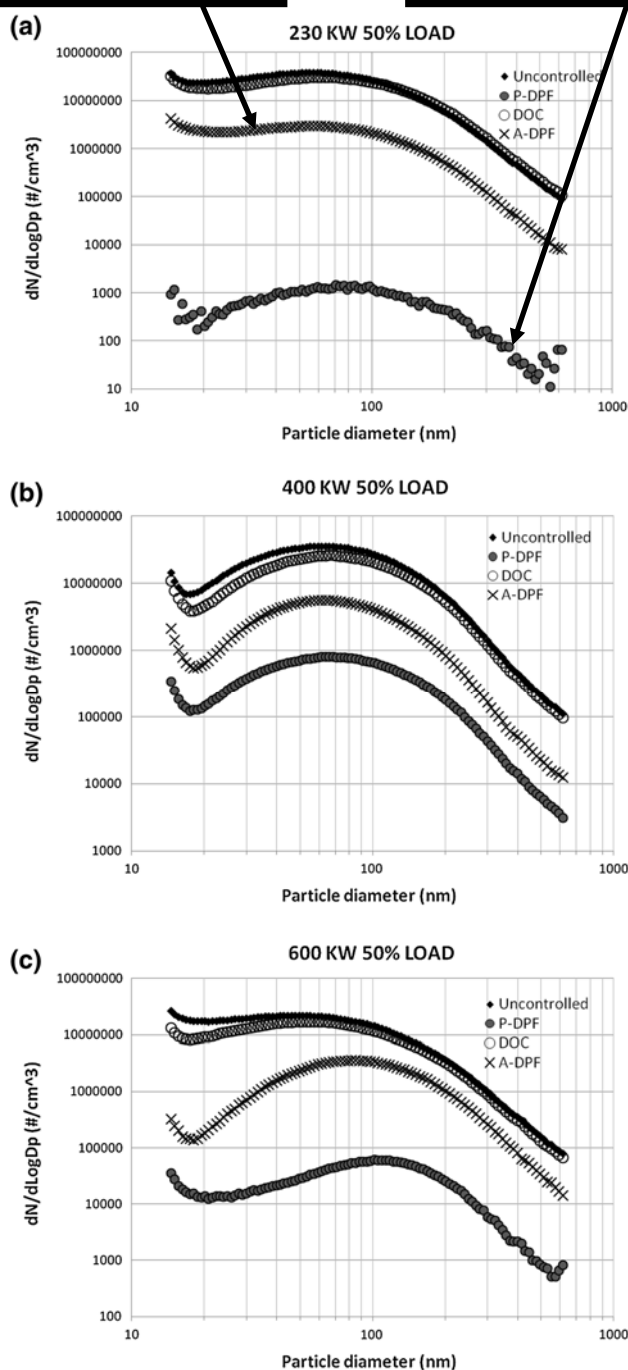 (a)
230 KW 50% LOAD
100000000
10000000
1000000
100000
10000
1000
100
10
dN/dLogDp (#/cm^3)
Uncontrolled
P-DPF
DOC
A-DPF
10
100
1000
Particle diameter (nm)
(b)
400 KW 50% LOAD
100000000
10000000
1000000
100000
10000
1000
dN/dLogDp (#/cm^3)
Uncontrolled
P-DPF
DOC
A-DPF
10
100
1000
Particle diameter (nm)
(c)
600 KW 50% LOAD
100000000
10000000
1000000
100000
10000
1000
100
dN/dLogDp (#/cm^3)
Uncontrolled
P-DPF
DOC
A-DPF
10
100
1000
Particle diameter (nm)